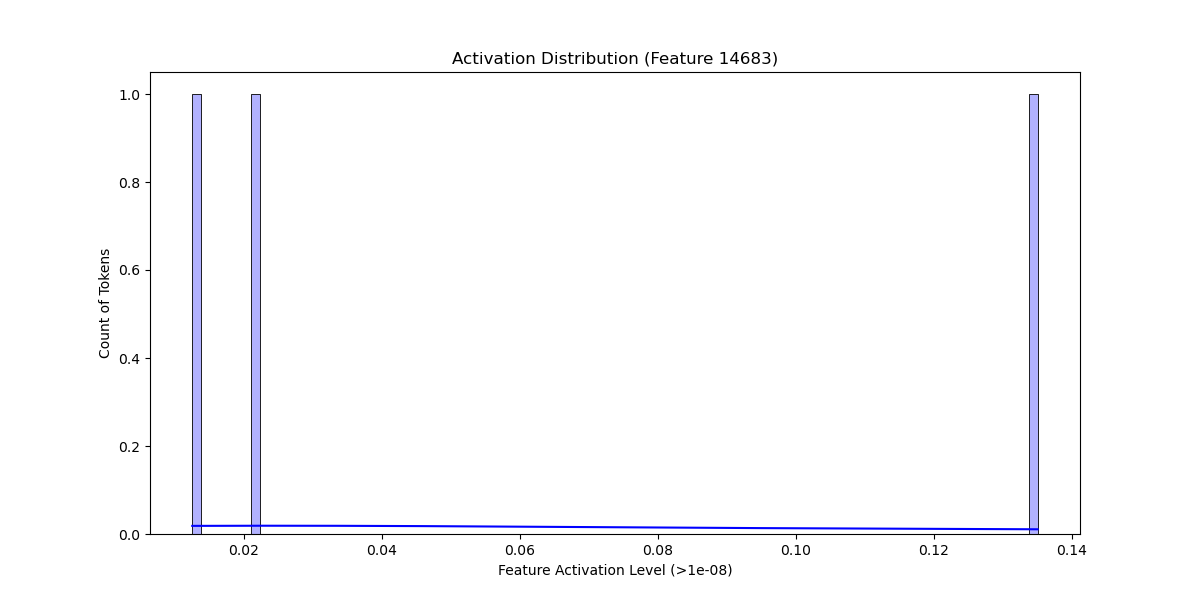 Activation Distribution (Feature 14683)
Count of Tokens
1.0
0.8
0.6
0.4
0.2
0.0
0.02 0.04 0.06 0.08 0.10 0.12 0.14
Feature Activation Level (>1e-08)